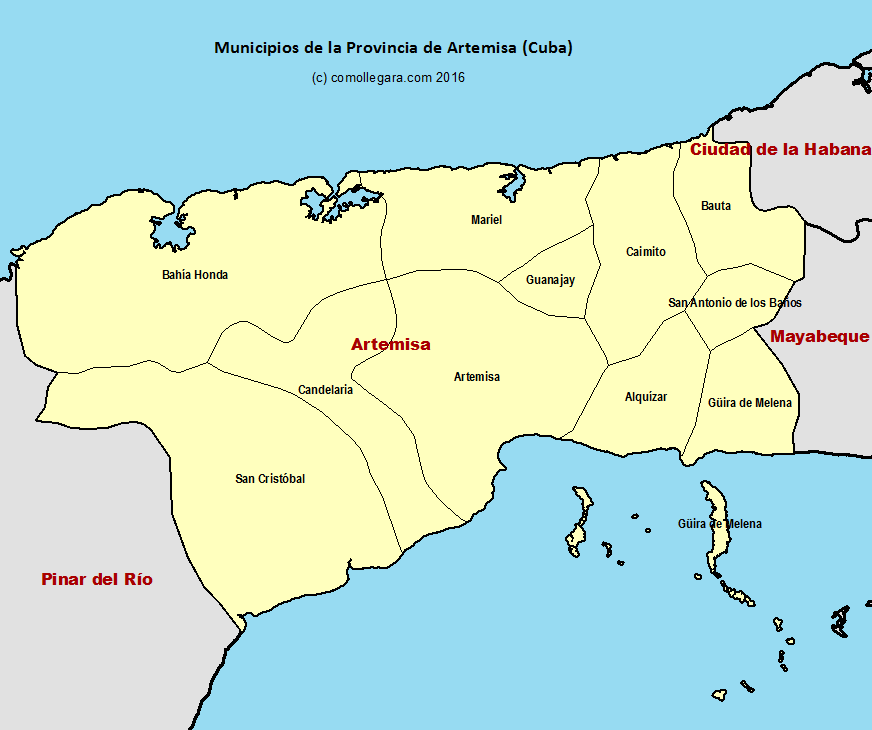 Municipios de la Provincia de Artemisa (Cuba)
(c) comollegara.com 2016
Ciudad de la Habana
Bauta
Mariel
Caimito
Bahía Honda
Guanajay
San Antonio de los Baños
Mayabeque
Artemisa
Artemisa
Candelaria
Alquízar
Güira de Melena
San Cristóbal
Güira de Melena
Pinar del Río